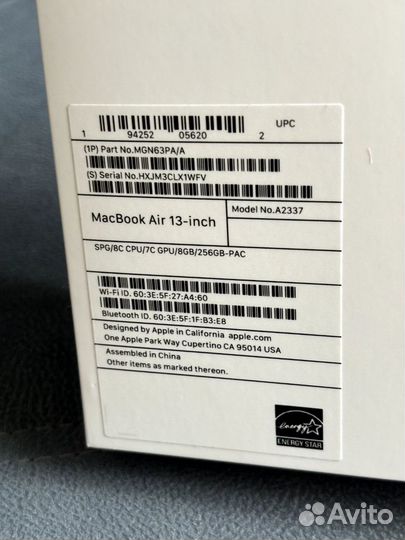 UPC
1 94252 05620 2
(1P) Part No.MGN63PA/A
(S) Serial No.HXJM3CLX1WFV
MacBook Air 13-inch
Model No.A2337
SPG/8C CPU/7C GPU/8GB/256GB-PAC
Wi-Fi ID. 60:3E:5F:27:A4:60
Bluetooth ID. 60:3E:5F:1F:B3:E8
Designed by Apple in California apple.com
One Apple Park Way Cupertino CA 95014 USA
Assembled in China
Other items as marked thereon.
energy
ENERGY STAR
Avito